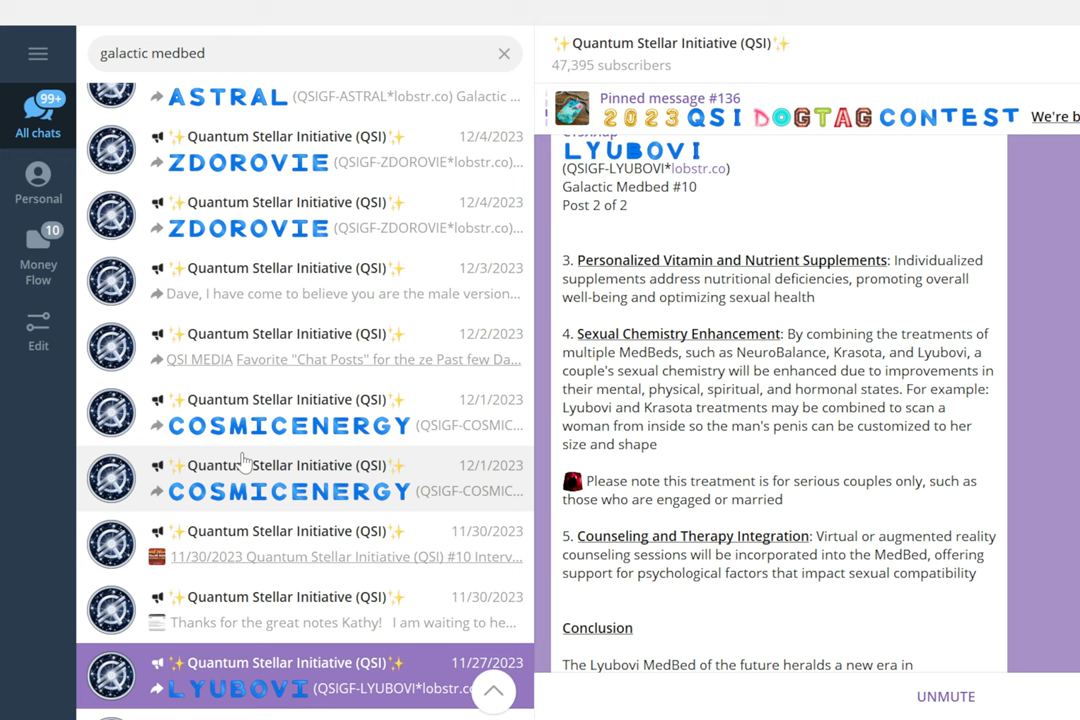 galactic medbed
99+
All chats
Personal
10
Money
Flow
Edit
ASTRAL (QSIGF-ASTRAL*lobstr.co) Galactic ...
✨Quantum Stellar Initiative (QSI)✨ 12/4/2023
ZDOROVIE (QSIGF-ZDOROVIE*lobstr.co)...
✨Quantum Stellar Initiative (QSI)✨ 12/4/2023
ZDOROVIE (QSIGF-ZDOROVIE*lobstr.co)...
✨Quantum Stellar Initiative (QSI)✨ 12/3/2023
Dave, I have come to believe you are the male version...
✨Quantum Stellar Initiative (QSI)✨ 12/2/2023
QSI MEDIA Favorite "Chat Posts" for the ze Past few Da...
✨Quantum Stellar Initiative (QSI)✨ 12/1/2023
COSMICENERGY (QSIGF-COSMIC...
✨Quantum Stellar Initiative (QSI)✨ 12/1/2023
COSMICENERGY (QSIGF-COSMIC...
✨Quantum Stellar Initiative (QSI)✨ 11/30/2023
11/30/2023 Quantum Stellar Initiative (QSI) #10 Interv...
✨Quantum Stellar Initiative (QSI)✨ 11/30/2023
Thanks for the great notes Kathy! I am waiting to he...
✨Quantum Stellar Initiative (QSI)✨ 11/27/2023
LYUBOVI (QSIGF-LYUBOVI*lobstr.co
✨Quantum Stellar Initiative (QSI)✨
47,395 subscribers
Pinned message #136
2023 QSI DOGTAG CONTEST We're b
LYUBOVI
(QSIGF-LYUBOVI*lobstr.co)
Galactic Medbed #10
Post 2 of 2
3. Personalized Vitamin and Nutrient Supplements: Individualized
supplements address nutritional deficiencies, promoting overall
well-being and optimizing sexual health
4. Sexual Chemistry Enhancement: By combining the treatments of
multiple MedBeds, such as NeuroBalance, Krasota, and Lyubovi, a
couple's sexual chemistry will be enhanced due to improvements in
their mental, physical, spiritual, and hormonal states. For example:
Lyubovi and Krasota treatments may be combined to scan a
woman from inside so the man's penis can be customized to her
size and shape
Please note this treatment is for serious couples only, such as
those who are engaged or married
5. Counseling and Therapy Integration: Virtual or augmented reality
counseling sessions will be incorporated into the MedBed, offering
support for psychological factors that impact sexual compatibility
Conclusion
The Lyubovi MedBed of the future heralds a new era in
UNMUTE